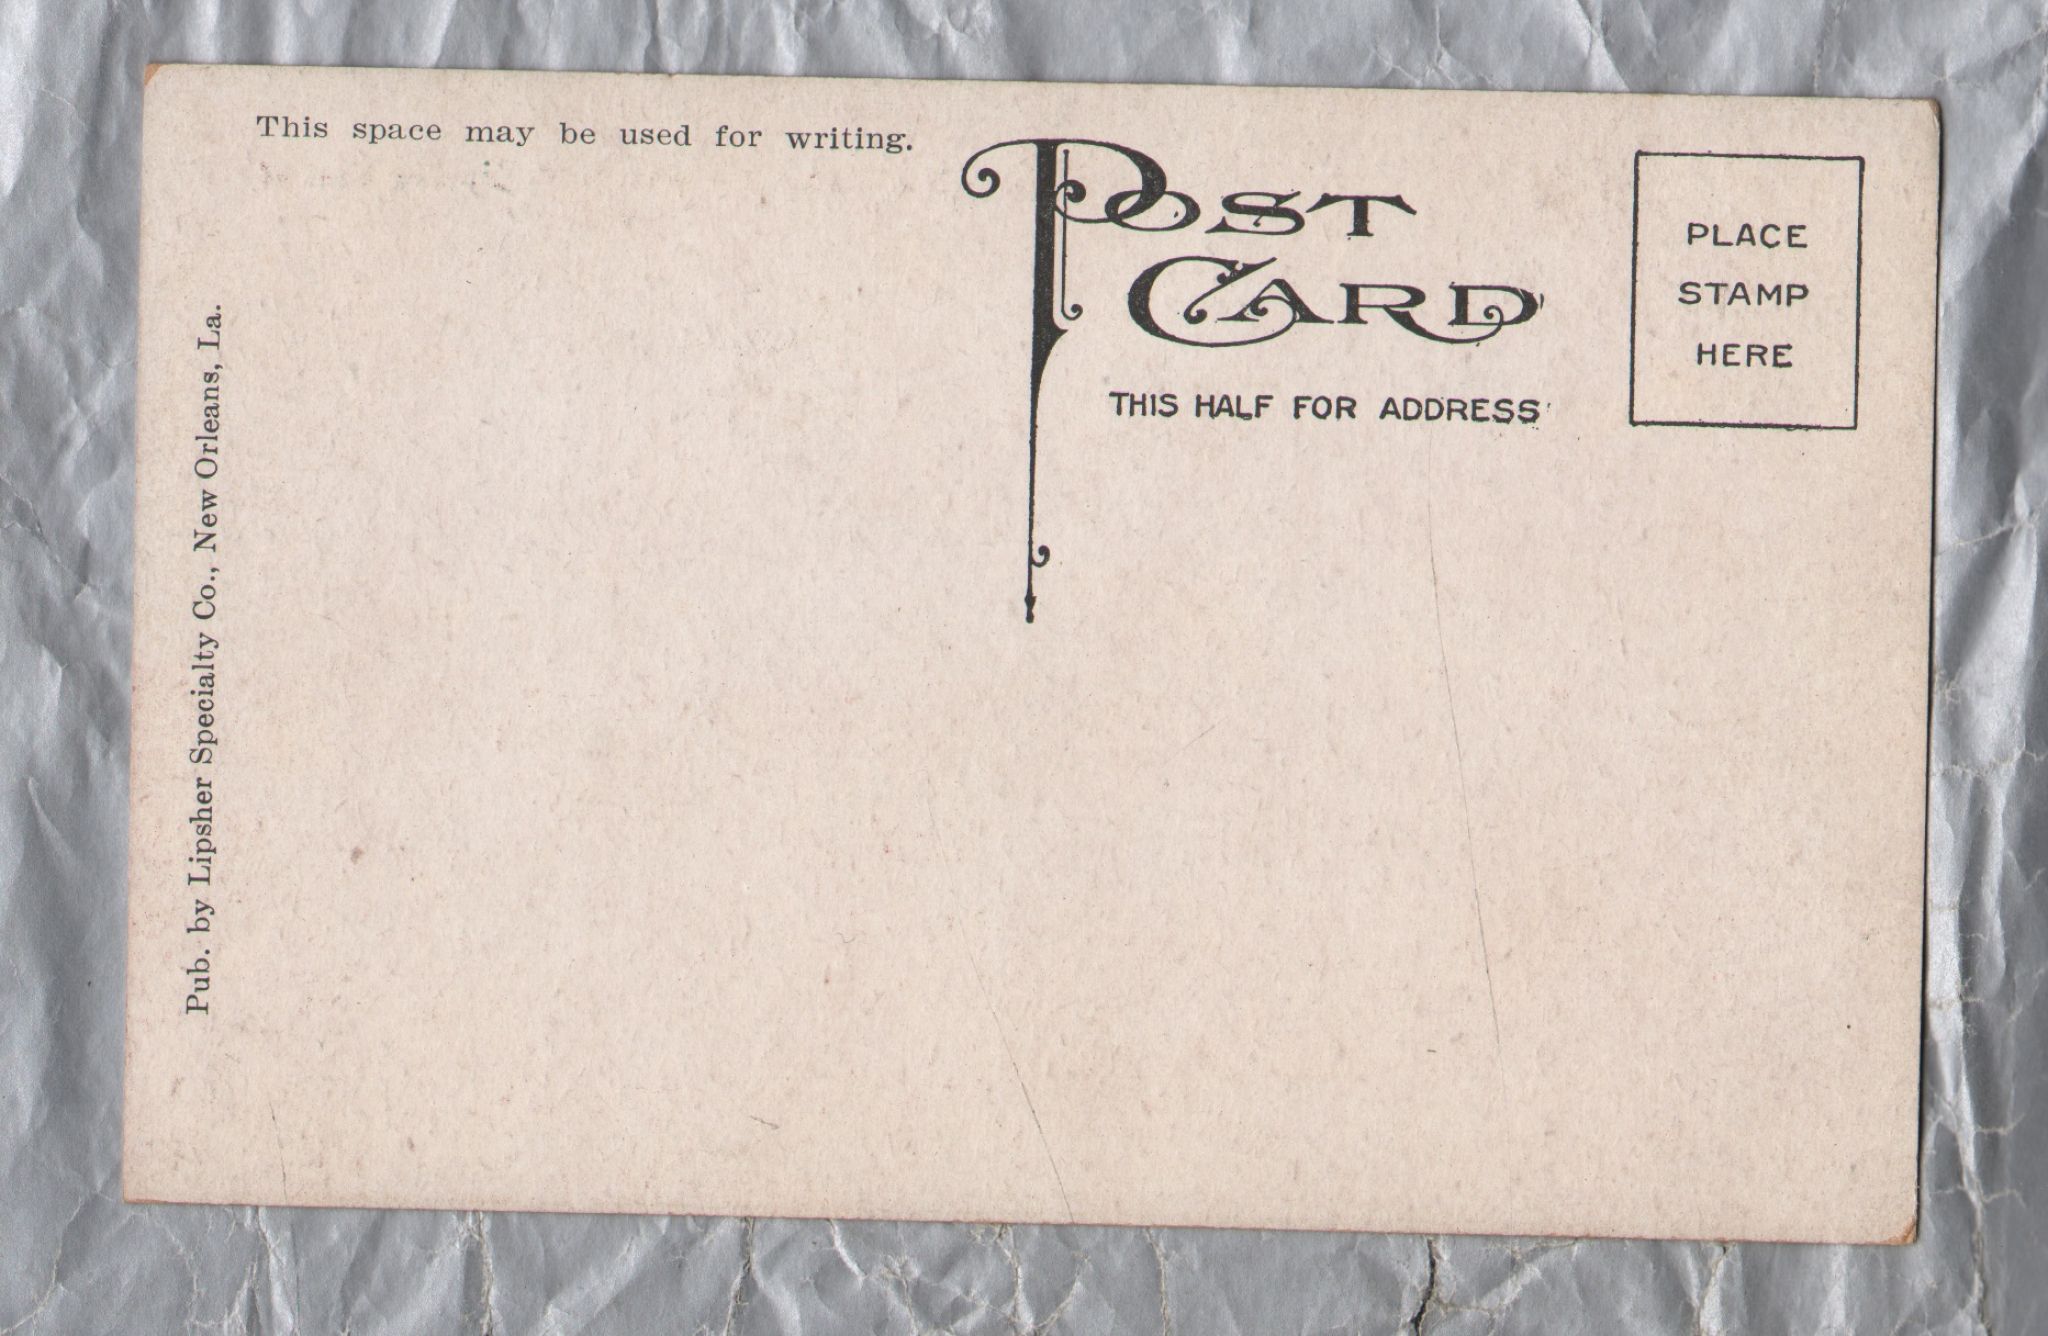 This space may be used for writing.
POST
CARD
THIS HALF FOR ADDRESS
PLACE
STAMP
HERE
Pub. by Lipsher Specialty Co., New Orleans, La.